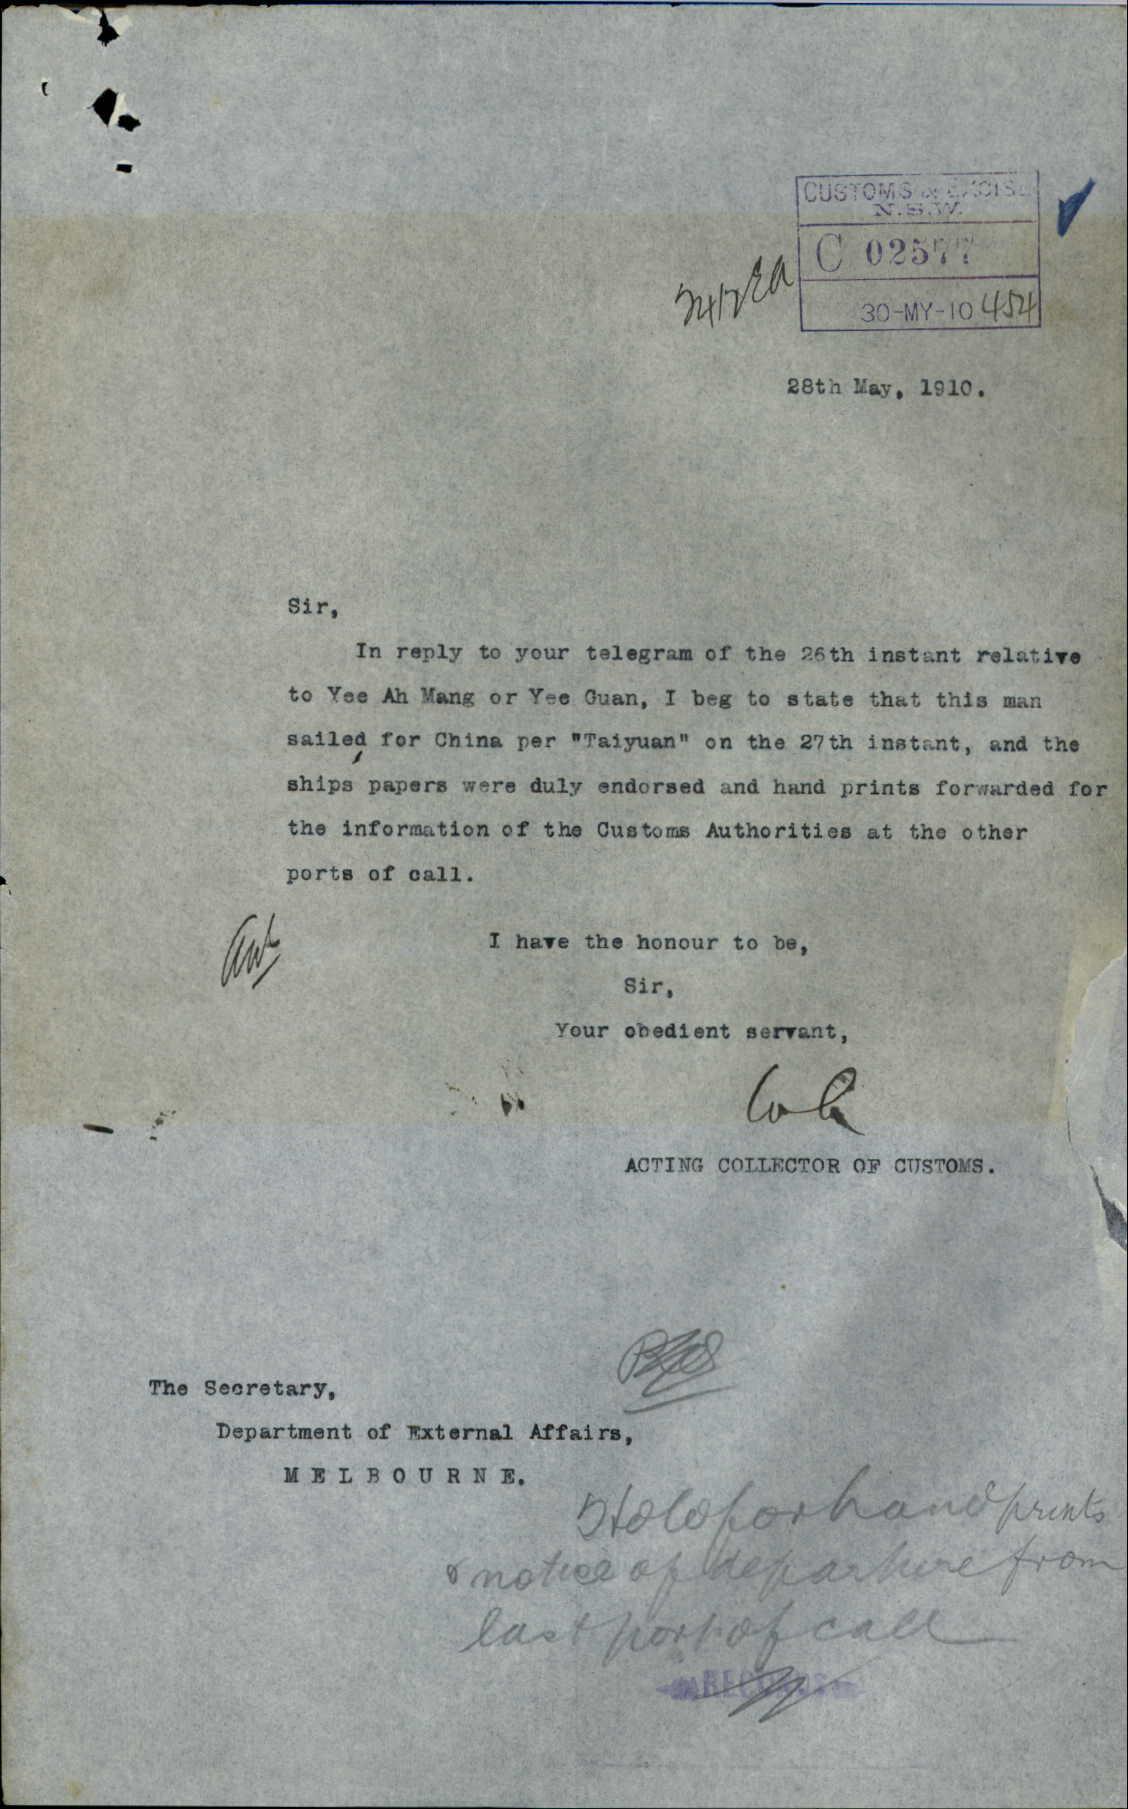 CUSTOMS & EXCISE
N.S.W.
C 02577
30-MY-10 454
28th May, 1910.
Sir,
In reply to your telegram of the 26th instant relative
to Yee Ah Mang or Yee Guan, I beg to state that this man
sailed for China per "Taiyuan" on the 27th instant, and the
ships papers were duly endorsed and hand prints forwarded for
the information of the Customs Authorities at the other
ports of call.
I have the honour to be,
Sir,
Your obedient servant,
ACTING COLLECTOR OF CUSTOMS.
The Secretary,
Department of External Affairs,
MELBOURNE.
Hold for hand prints
& notice of departure from
last port of call
RECORDS